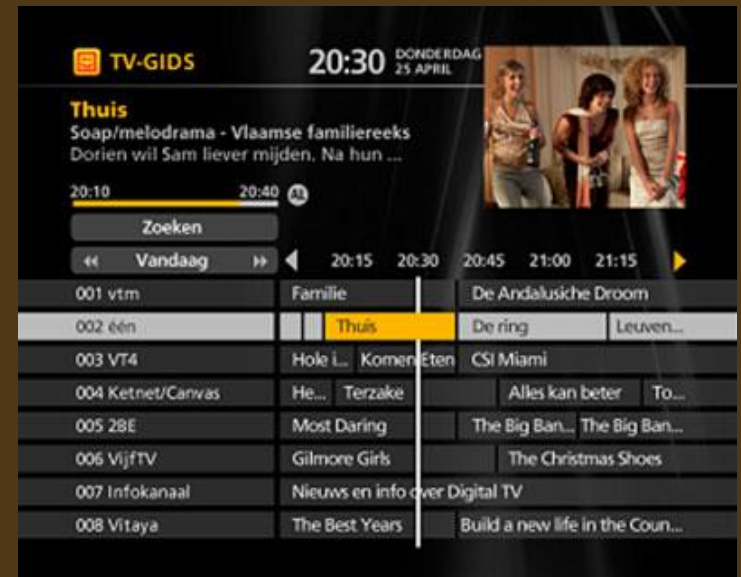 TV-GIDS
20:30 DONDERDAG 25 APRIL
Thuis
Soap/melodrama - Vlaamse familiereeks
Dorien wil Sam liever mijden. Na hun ...
20:10 20:40 AL
Zoeken
Vandaag 20:15 20:30 20:45 21:00 21:15
001 vtm Familie De Andalusiche Droom
002 één Thuis De ring Leuven...
003 VT4 Hole i... Komen Eten CSI Miami
004 Ketnet/Canvas He... Terzake Alles kan beter To...
005 2BE Most Daring The Big Ban... The Big Ban...
006 VijfTV Gilmore Girls The Christmas Shoes
007 Infokanaal Nieuws en info over Digital TV
008 Vitaya The Best Years Build a new life in the Coun...